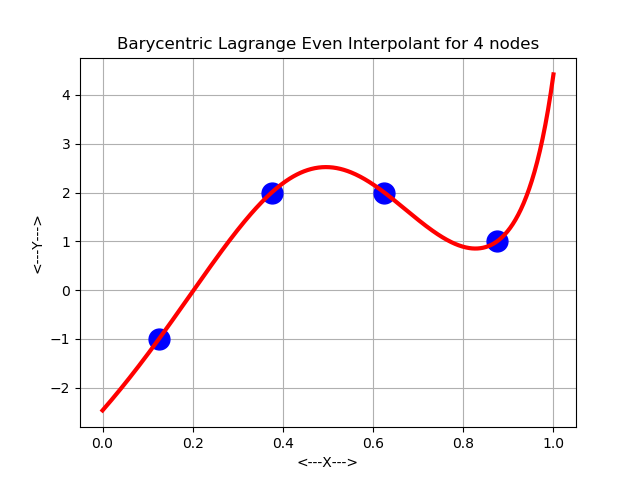 Barycentric Lagrange Even Interpolant for 4 nodes
4
3
2
1
0
−1
−2
<---Y--->
0.0 0.2 0.4 0.6 0.8 1.0
<---X--->